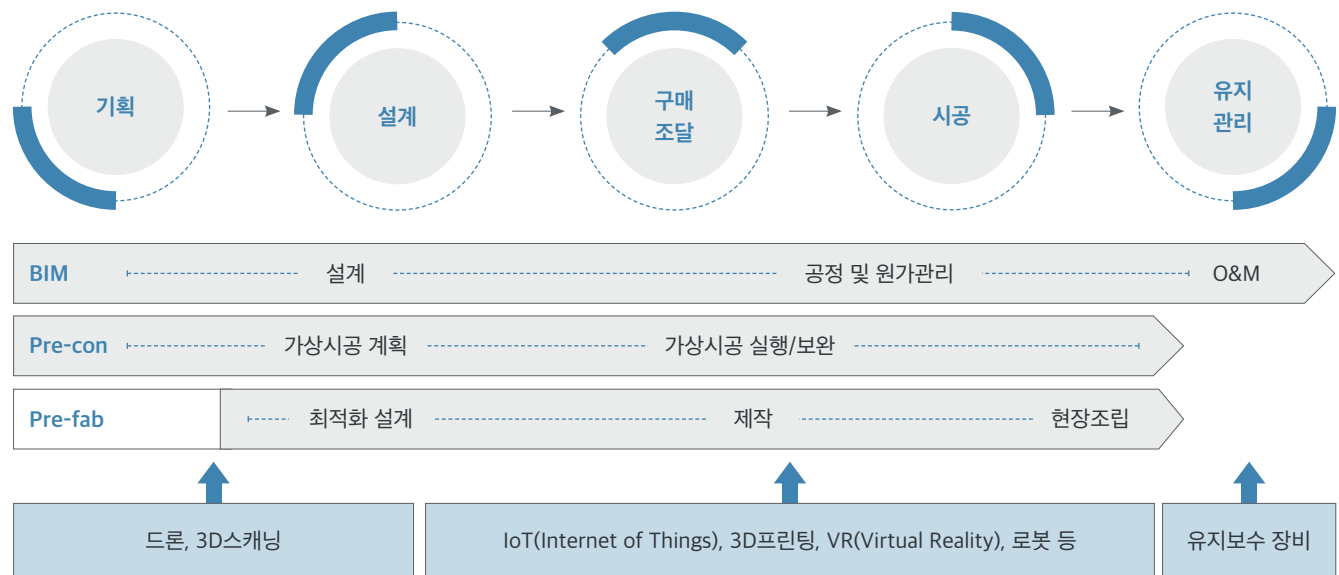 기획
설계
구매
조달
시공
유지
관리
BIM 설계 공정 및 원가관리 O&M
Pre-con 가상시공 계획 가상시공 실행/보완
Pre-fab 최적화 설계 제작 현장조립
드론, 3D스캐닝
IoT(Internet of Things), 3D프린팅, VR(Virtual Reality), 로봇 등
유지보수 장비